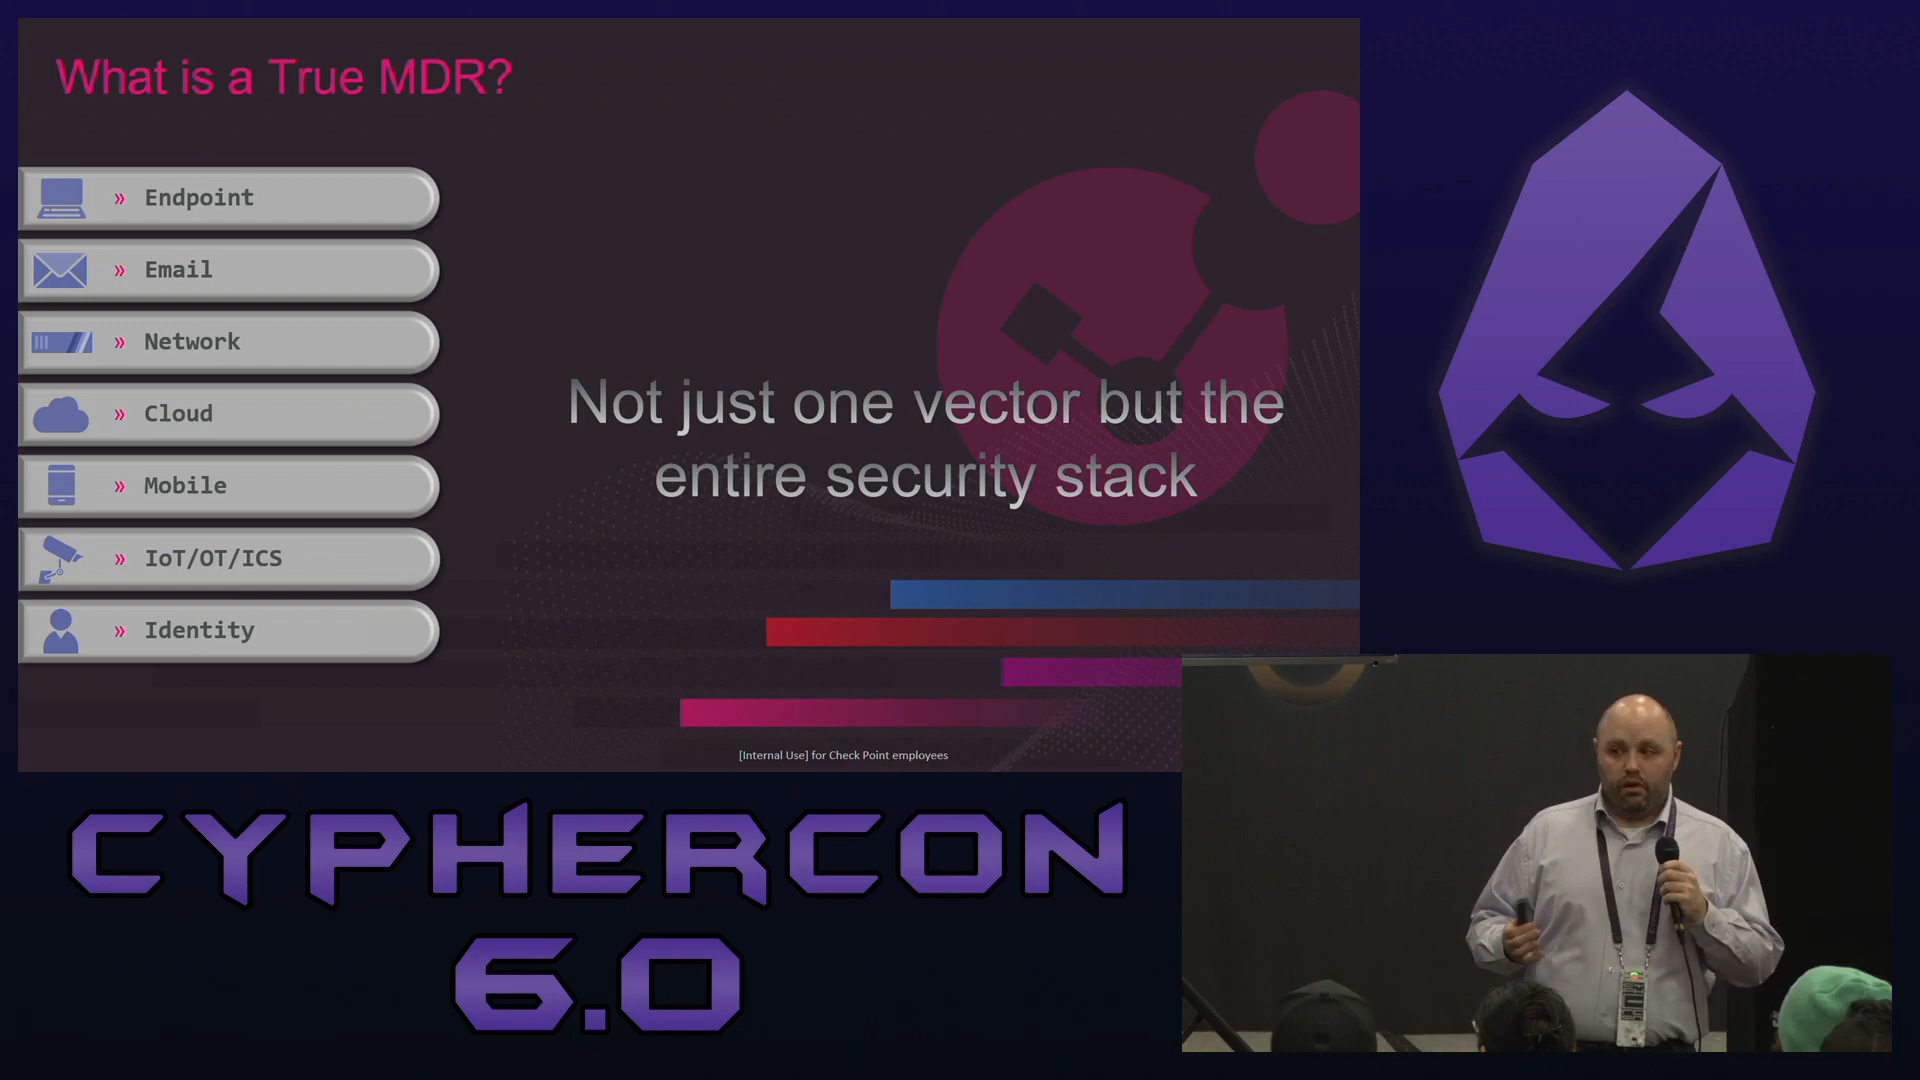 What is a True MDR?
» Endpoint
» Email
» Network
» Cloud
» Mobile
» IoT/OT/ICS
» Identity
Not just one vector but the
entire security stack
[Internal Use] for Check Point employees
CYPHERCON
6.0